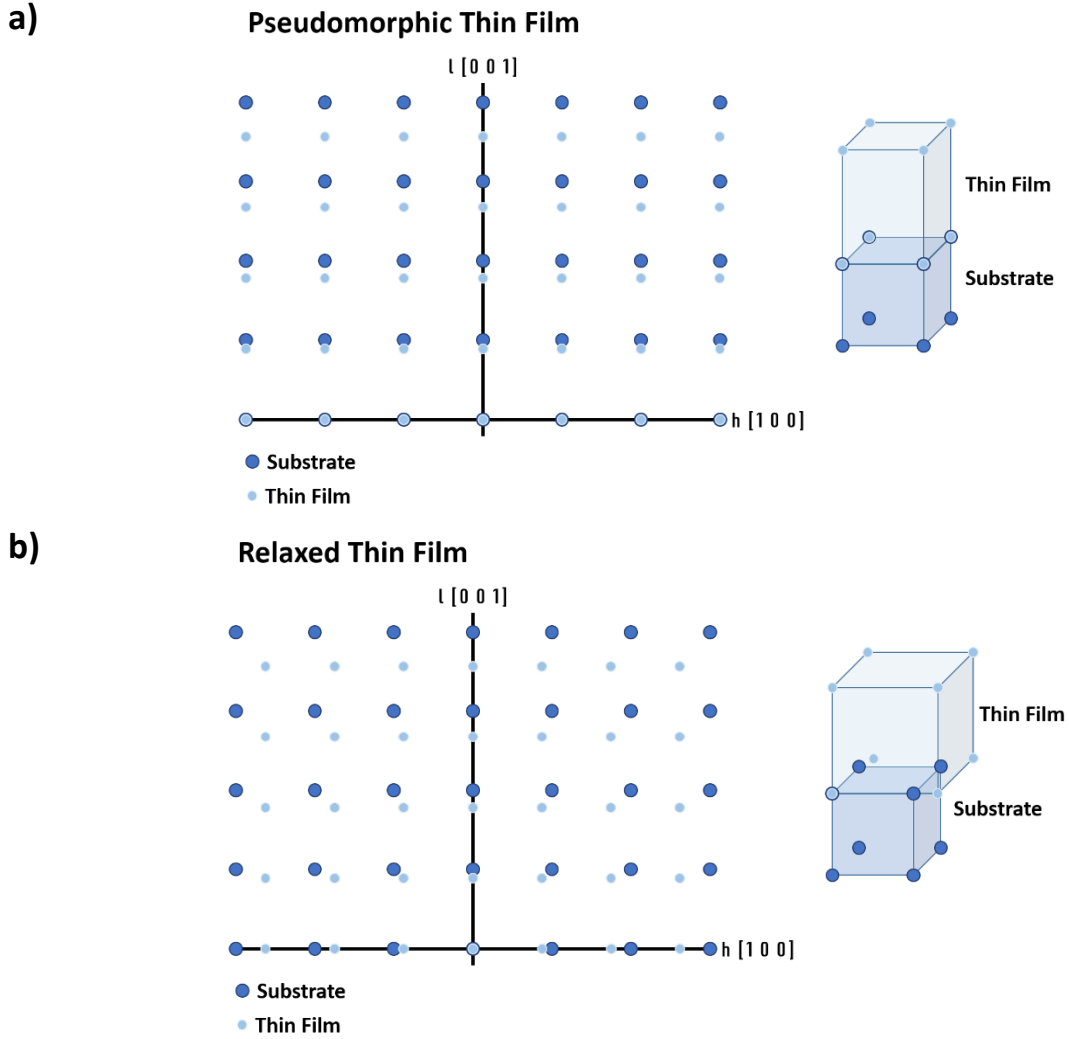 a)
Pseudomorphic Thin Film
l [0 0 1]
Thin Film
Substrate
h [1 0 0]
Substrate
Thin Film
b)
Relaxed Thin Film
l [0 0 1]
Thin Film
Substrate
h [1 0 0]
Substrate
Thin Film